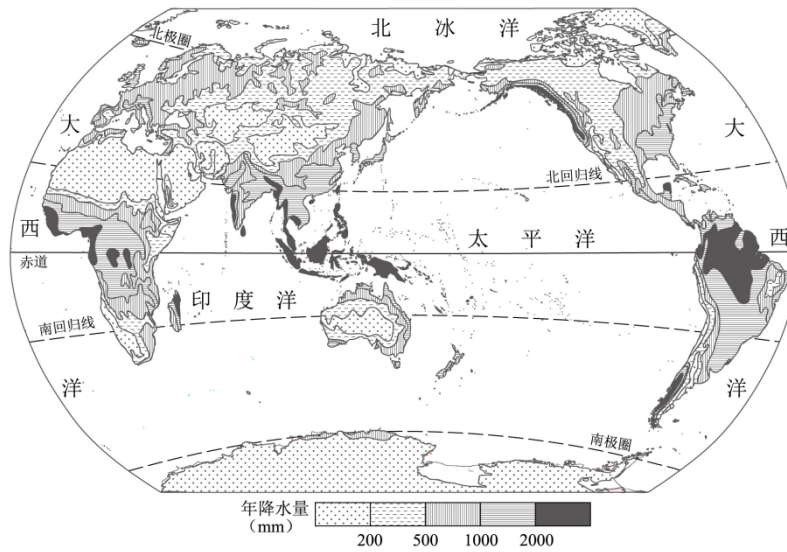 北冰洋
北极圈
大
大
北回归线
西
太平洋
西
赤道
印度洋
南回归线
洋
洋
南极圈
年降水量
(mm)
200 500 1000 2000